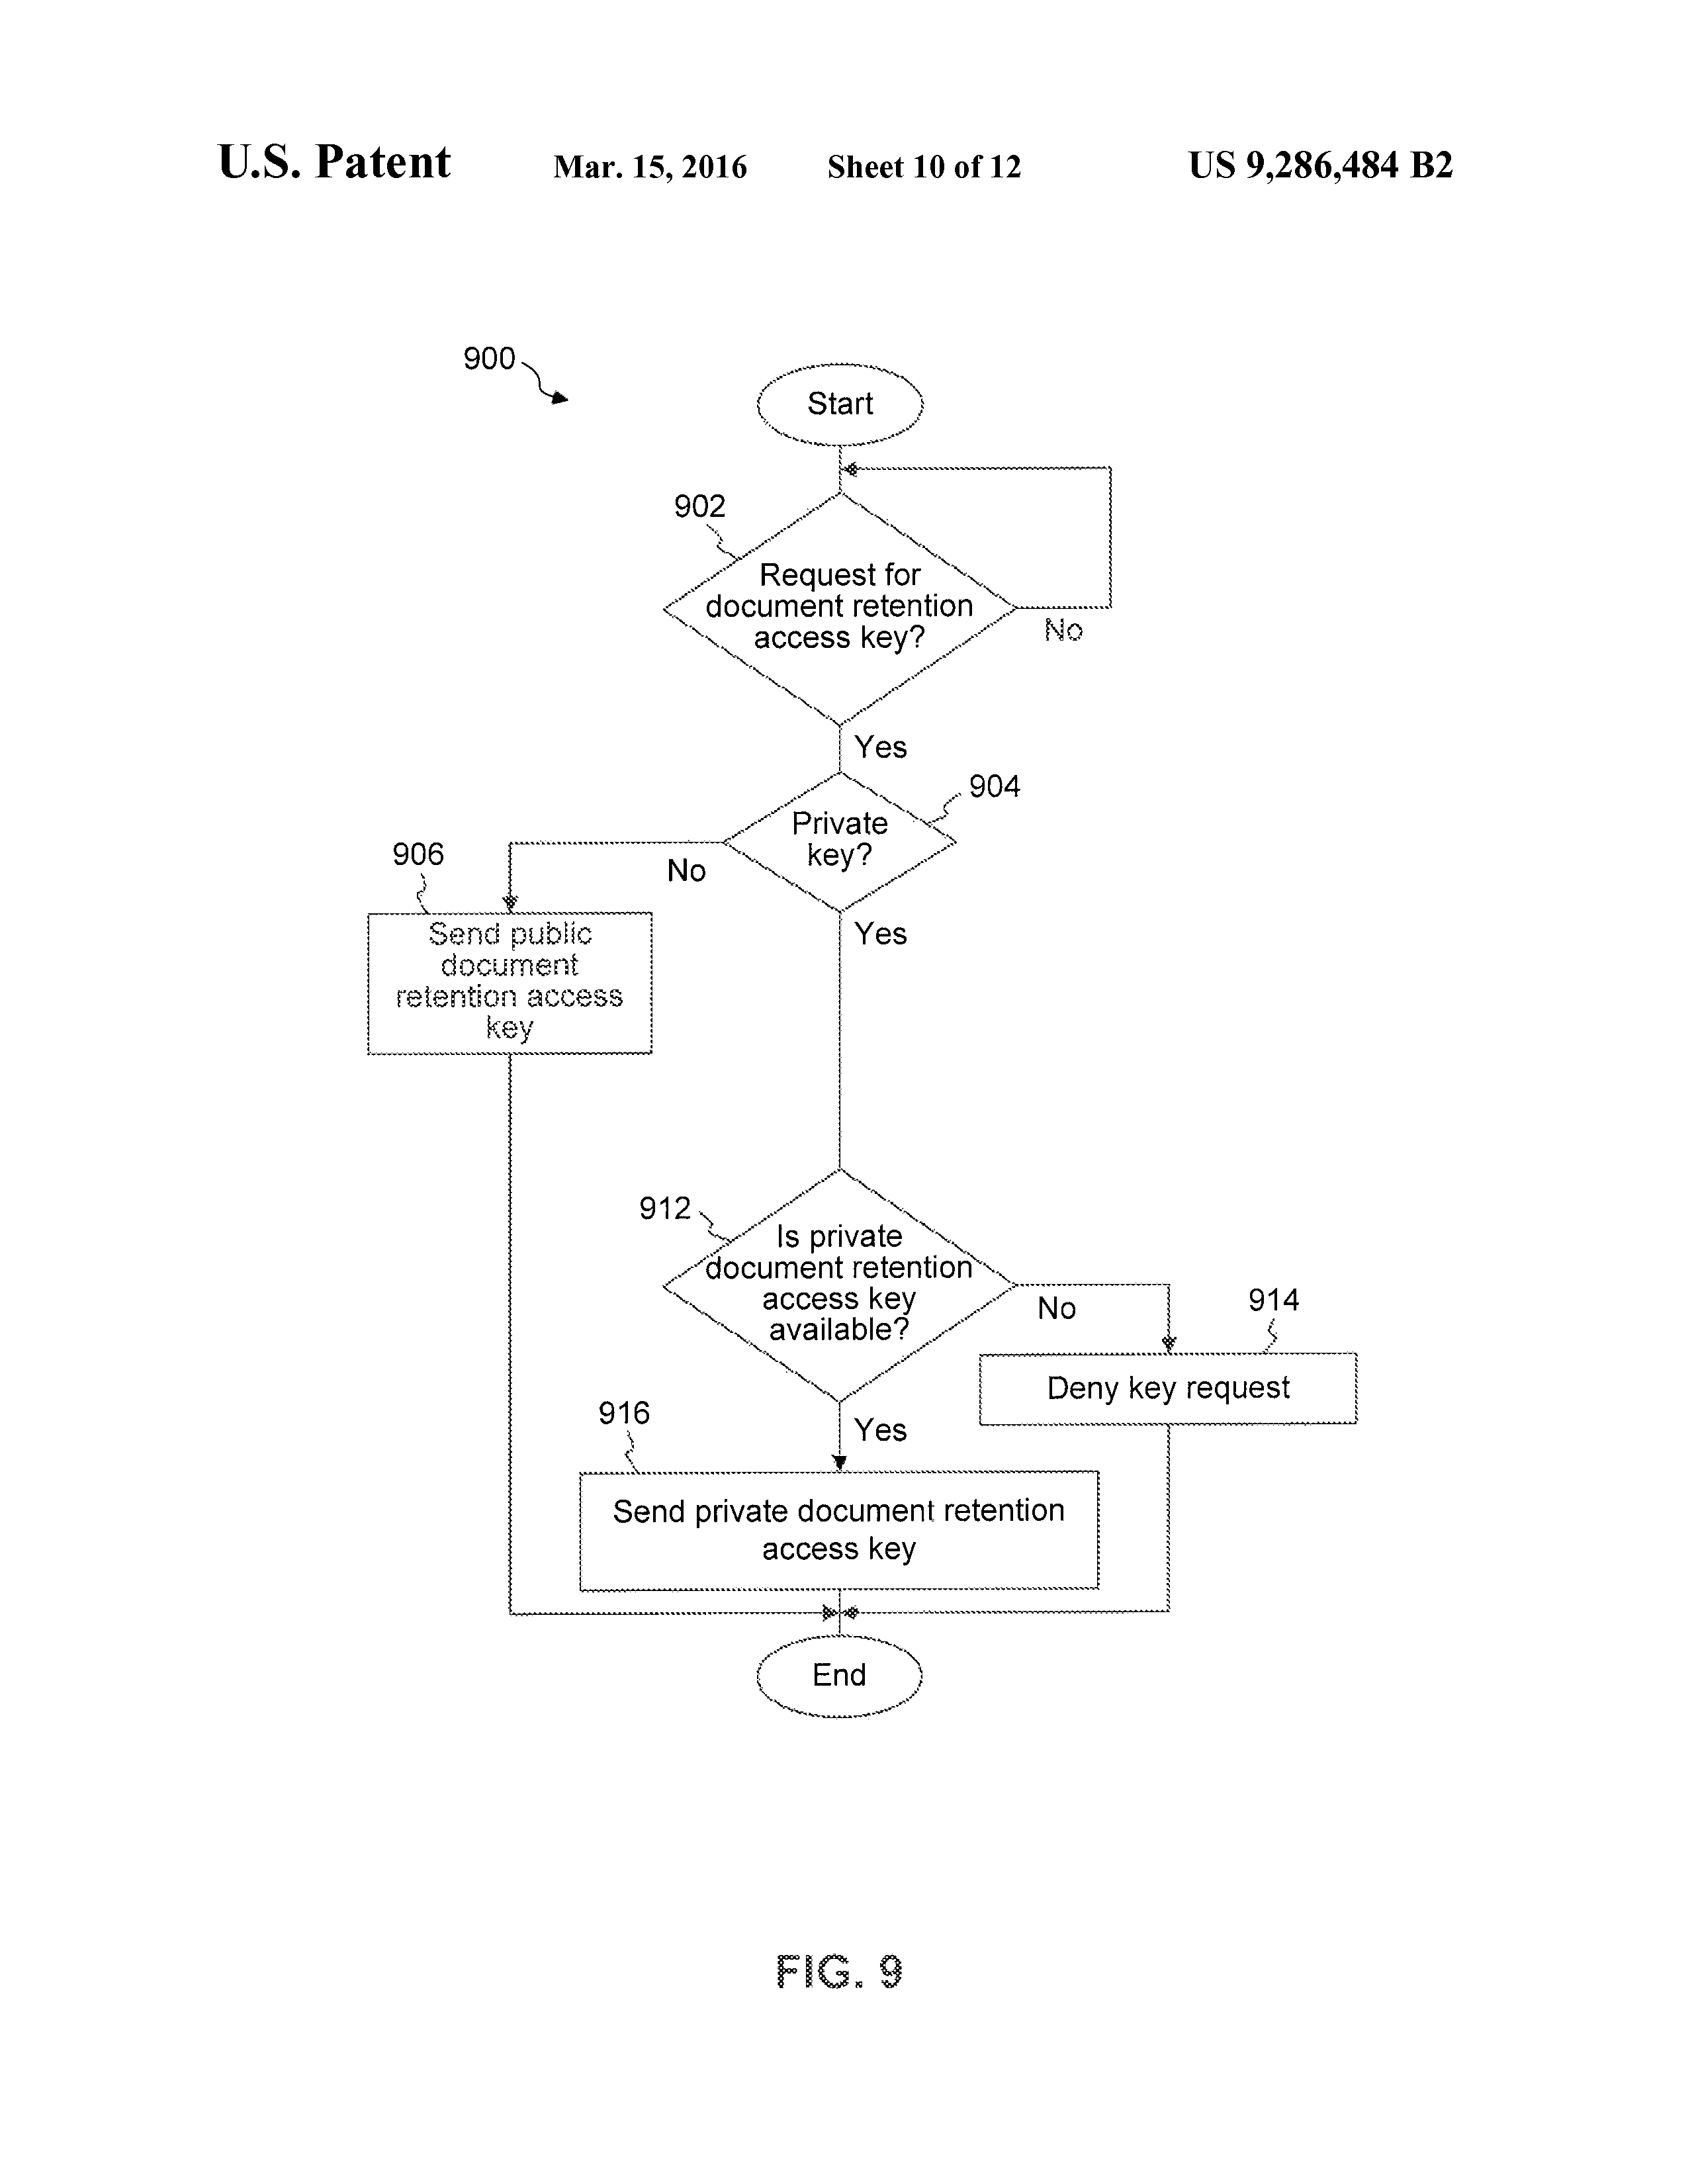 U.S. Patent Mar. 15, 2016 Sheet 10 of 12 US 9,286,484 B2
900
Start
902
Request for
document retention
access key?
No
Yes
904
Private
key?
No
Yes
906
Send public
document
retention access
key
912
Is private
document retention
access key
available?
No
914
Deny key request
Yes
916
Send private document retention
access key
End
FIG. 9